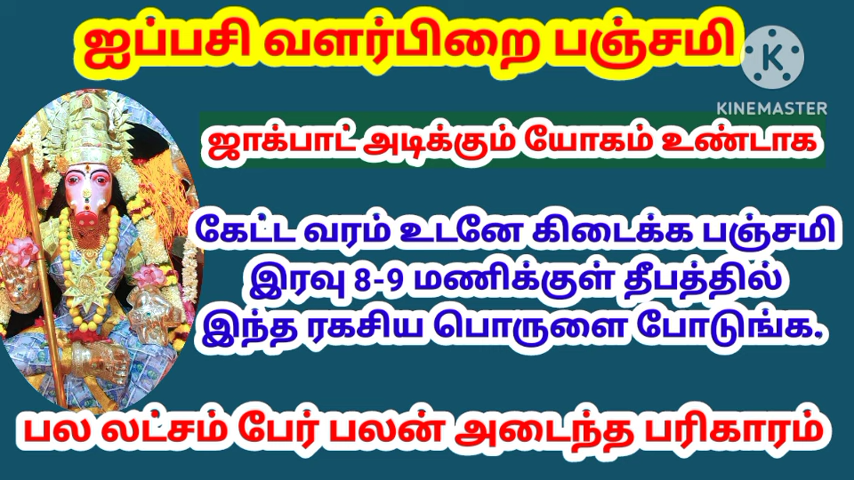 ஐப்பசி வளர்பிறை பஞ்சமி
KINEMASTER
ஜாக்பாட் அடிக்கும் யோகம் உண்டாக
கேட்ட வரம் உடனே கிடைக்க பஞ்சமி
இரவு 8-9 மணிக்குள் தீபத்தில்
இந்த ரகசிய பொருளை போடுங்க.
பல லட்சம் பேர் பலன் அடைந்த பரிகாரம்